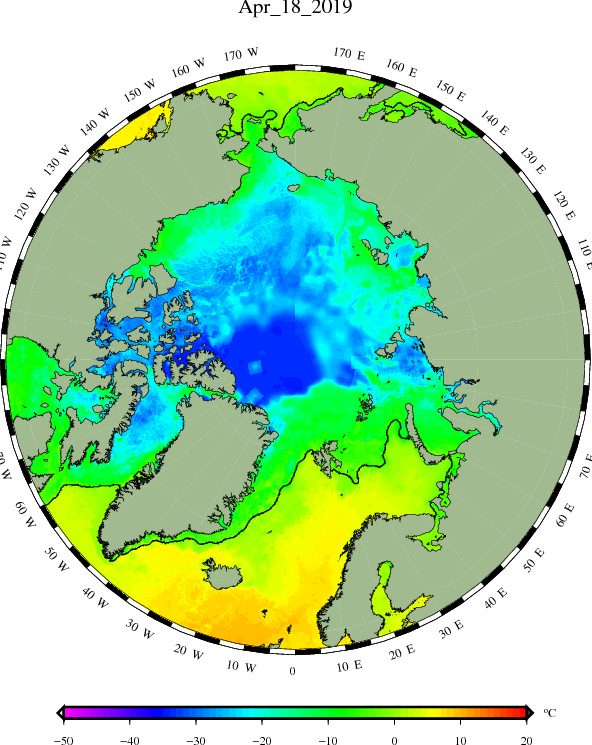 Apr_18_2019
170 W
170 E
160 W
160 E
150 W
150 E
140 W
140 E
130 W
130 E
120 W
120 E
110 E
70 E
60 W
60 E
50 W
50 E
40 W
40 E
30 W
30 E
20 W
20 E
10 W
10 E
0
°C
−50 −40 −30 −20 −10 0 10 20